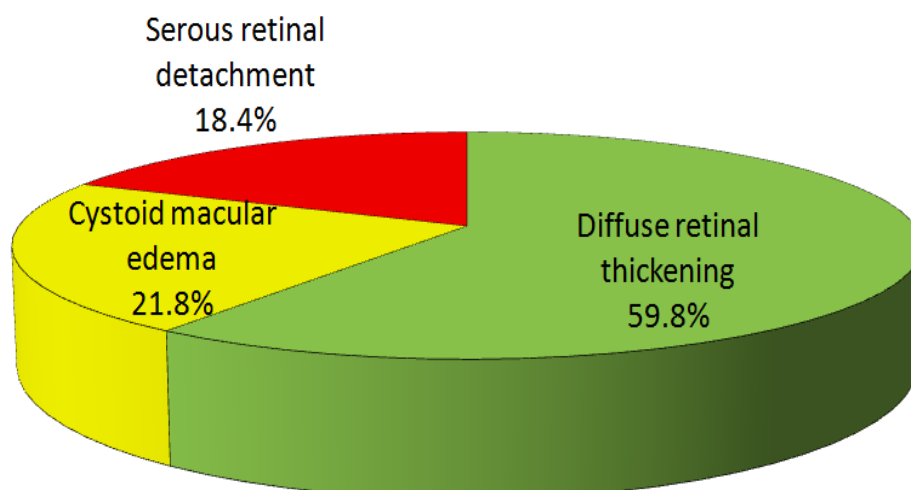 Serous retinal
detachment
18.4%
Cystoid macular
edema
21.8%
Diffuse retinal
thickening
59.8%